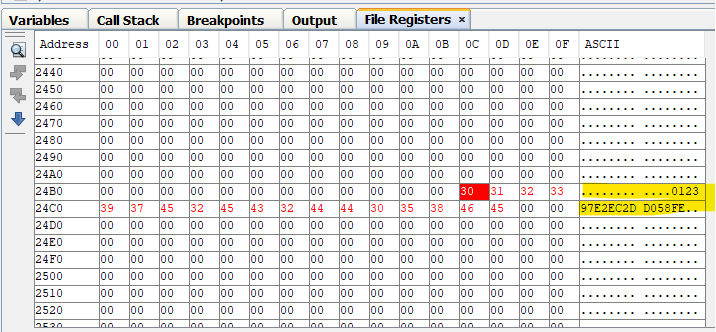 Variables Call Stack Breakpoints Output File Registers ×
Address 00 01 02 03 04 05 06 07 08 09 0A 0B 0C 0D 0E 0F ASCII
2440 00 00 00 00 00 00 00 00 00 00 00 00 00 00 00 00 ........ ........
2450 00 00 00 00 00 00 00 00 00 00 00 00 00 00 00 00 ........ ........
2460 00 00 00 00 00 00 00 00 00 00 00 00 00 00 00 00 ........ ........
2470 00 00 00 00 00 00 00 00 00 00 00 00 00 00 00 00 ........ ........
2480 00 00 00 00 00 00 00 00 00 00 00 00 00 00 00 00 ........ ........
2490 00 00 00 00 00 00 00 00 00 00 00 00 00 00 00 00 ........ ........
24A0 00 00 00 00 00 00 00 00 00 00 00 00 00 00 00 00 ........ ........
24B0 00 00 00 00 00 00 00 00 00 00 00 00 30 31 32 33 ........ ....0123
24C0 39 37 45 32 45 43 32 44 44 30 35 38 46 45 00 00 97E2EC2D D058FE..
24D0 00 00 00 00 00 00 00 00 00 00 00 00 00 00 00 00 ........ ........
24E0 00 00 00 00 00 00 00 00 00 00 00 00 00 00 00 00 ........ ........
24F0 00 00 00 00 00 00 00 00 00 00 00 00 00 00 00 00 ........ ........
2500 00 00 00 00 00 00 00 00 00 00 00 00 00 00 00 00 ........ ........
2510 00 00 00 00 00 00 00 00 00 00 00 00 00 00 00 00 ........ ........
2520 00 00 00 00 00 00 00 00 00 00 00 00 00 00 00 00 ........ ........